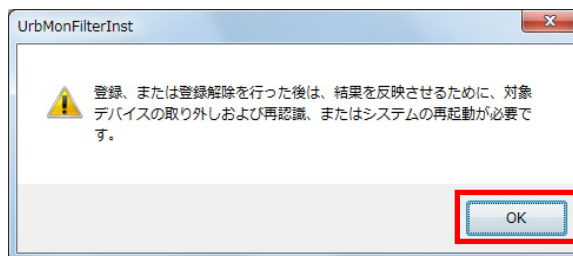 UrbMonFilterInst
登録、または登録解除を行った後は、結果を反映させるために、対象
デバイスの取り外しおよび再認識、またはシステムの再起動が必要で
す。
OK